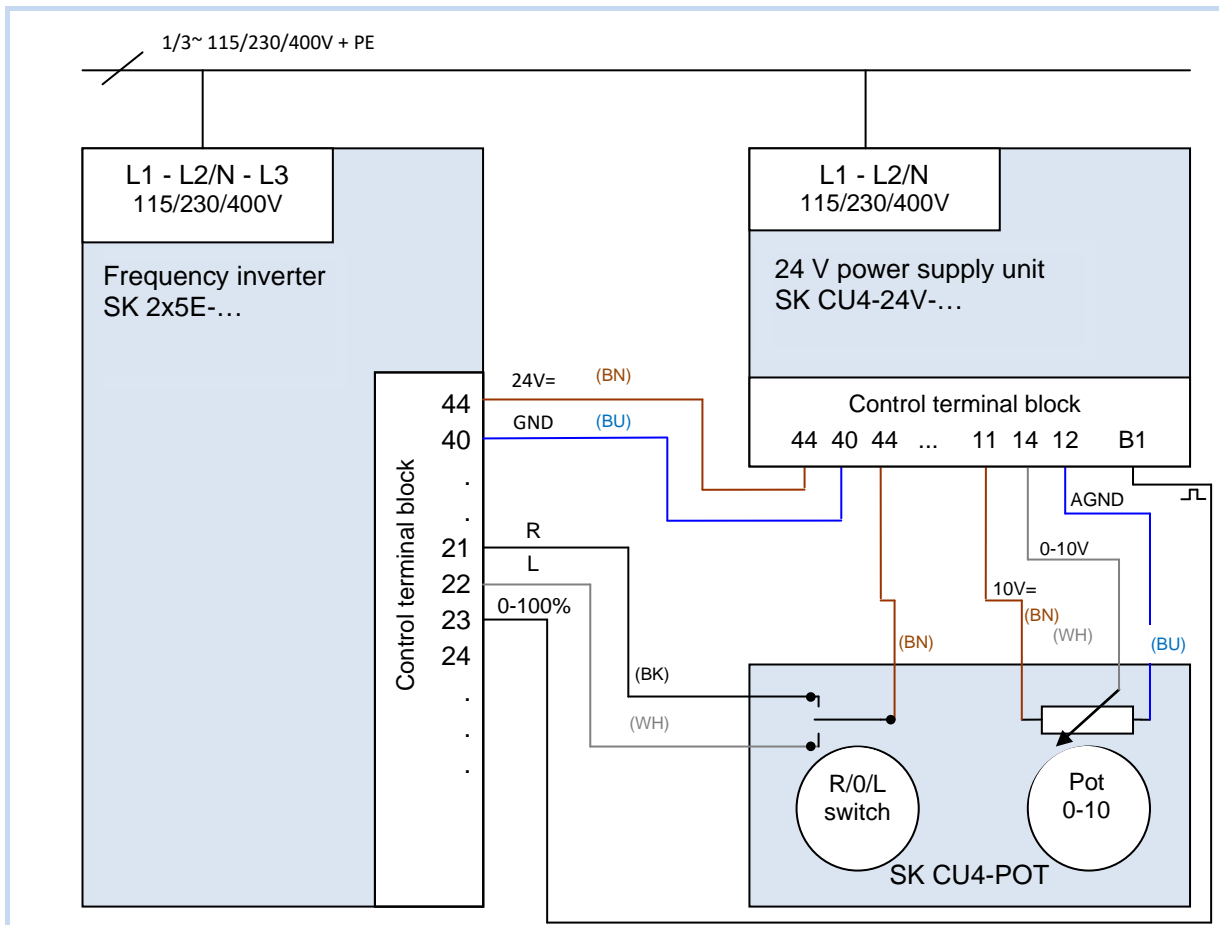 1/3~ 115/230/400V + PE
L1 - L2/N - L3
115/230/400V
Frequency inverter
SK 2x5E-…
L1 - L2/N
115/230/400V
24 V power supply unit
SK CU4-24V-…
Control terminal block
44 40 44 ... 11 14 12 B1
Control terminal block
44
40
.
.
21
22
23
24
.
.
.
24V=
(BN)
GND
(BU)
R
L
0-100%
(BK)
(WH)
(BN)
10V=
(BN)
0-10V
(WH)
AGND
(BU)
R/0/L
switch
Pot
0-10
SK CU4-POT